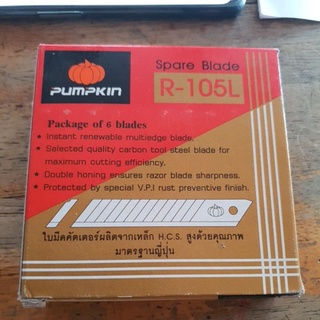 Spare Blade
PUMPKIN
R-105L
Package of 6 blades
instant renewable multiedge blade.
Selected quality carbon tool steel blade for
maximum cutting efficiency.
Double honing ensures razor blade sharpness.
Protected by special V.P.I rust preventive finish.
ใบมีดคัตเตอร์ผลิตจากเหล็ก H.C.S. สูงด้วยคุณภาพ
มาตรฐานญี่ปุ่น